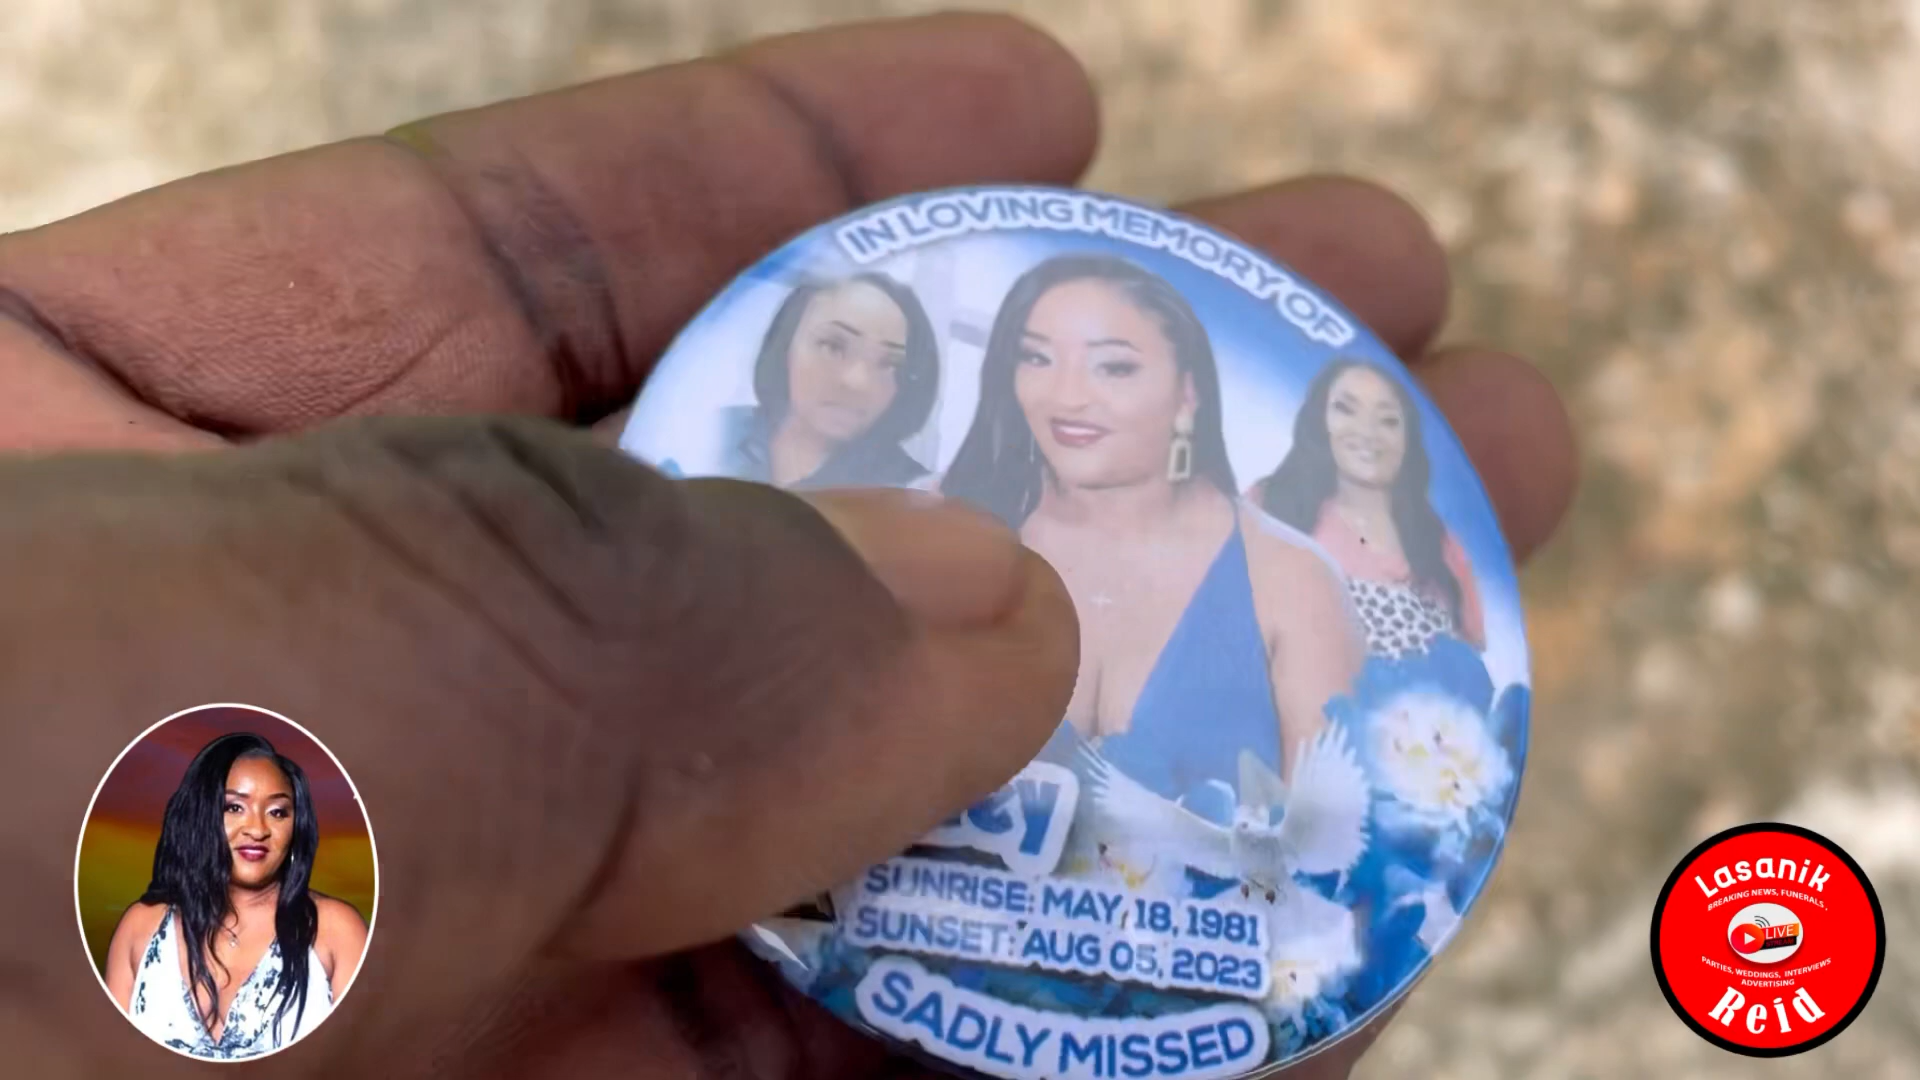 IN LOVING MEMORY OF
SUNRISE: MAY, 18, 1981
SUNSET: AUG 05, 2023
SADLY MISSED
Lasanik
BREAKING NEWS, FUNERALS,
LIVE
STREAM
PARTIES, WEDDINGS, INTERVIEWS
ADVERTISING
Reid